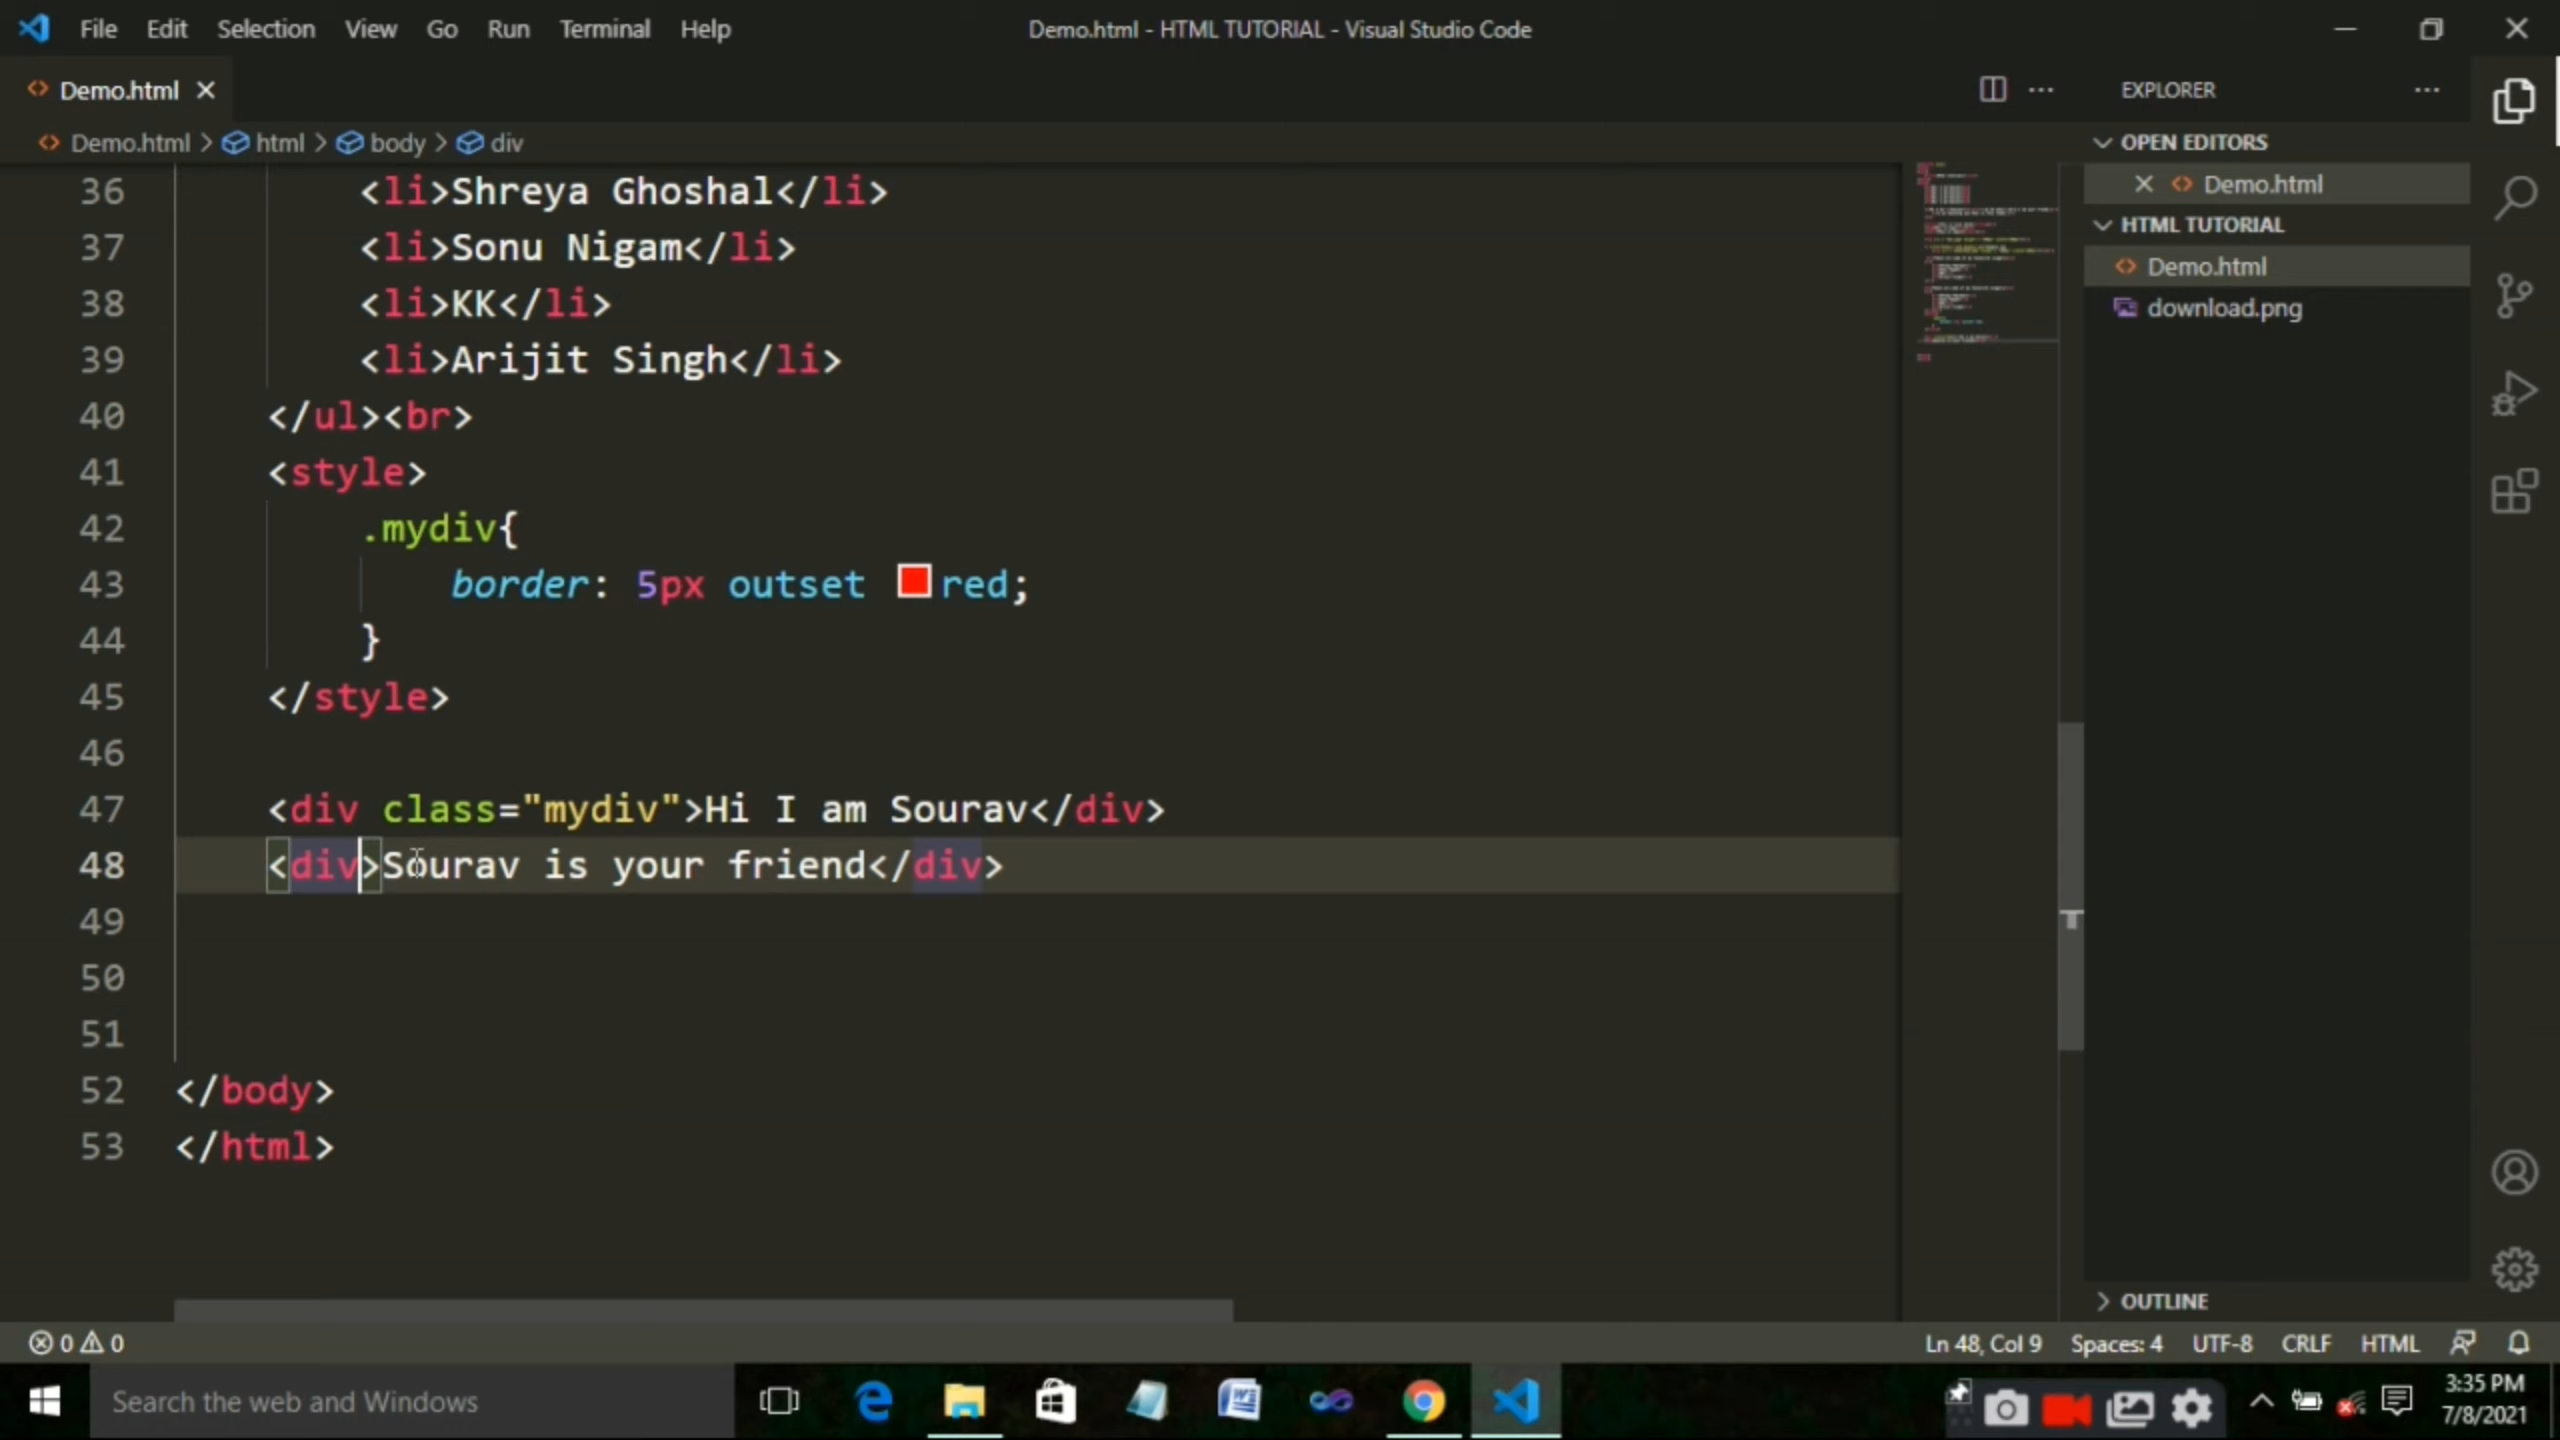 File Edit Selection View Go Run Terminal Help
Demo.html - HTML TUTORIAL - Visual Studio Code
Demo.html
EXPLORER
Demo.html > html > body > div
OPEN EDITORS
Demo.html
HTML TUTORIAL
Demo.html
download.png
36 <li>Shreya Ghoshal</li>
37 <li>Sonu Nigam</li>
38 <li>KK</li>
39 <li>Arijit Singh</li>
40 </ul><br>
41 <style>
42 .mydiv{
43 border: 5px outset red;
44 }
45 </style>
46
47 <div class="mydiv">Hi I am Sourav</div>
48 <div>Sourav is your friend</div>
49
50
51
52 </body>
53 </html>
OUTLINE
0 0
Ln 48, Col 9 Spaces: 4 UTF-8 CRLF HTML
Search the web and Windows
3:35 PM
7/8/2021